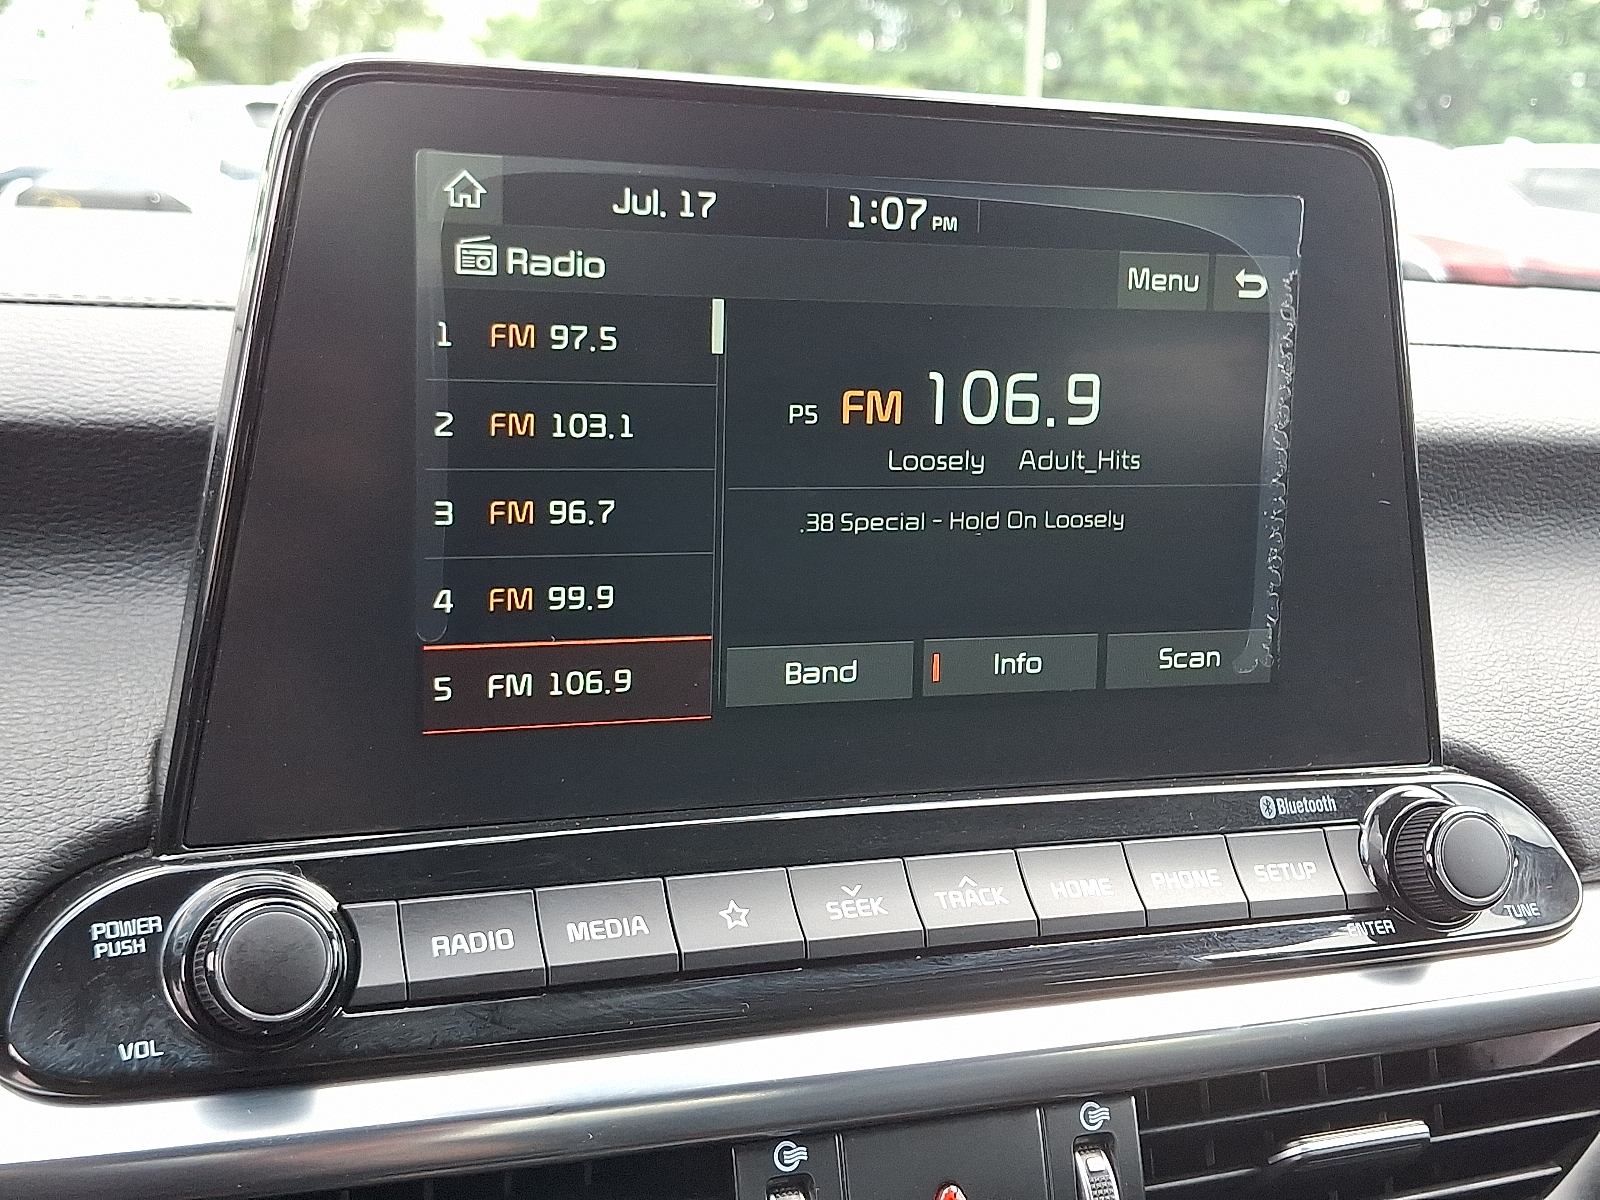 Jul. 17 1:07 PM
Radio Menu
1 FM 97.5
2 FM 103.1
3 FM 96.7
4 FM 99.9
5 FM 106.9
P5 FM 106.9
Loosely Adult_Hits
.38 Special - Hold On Loosely
Band Info Scan
Bluetooth
POWER
PUSH
VOL
RADIO MEDIA SEEK TRACK HOME PHONE SETUP
ENTER
TUNE